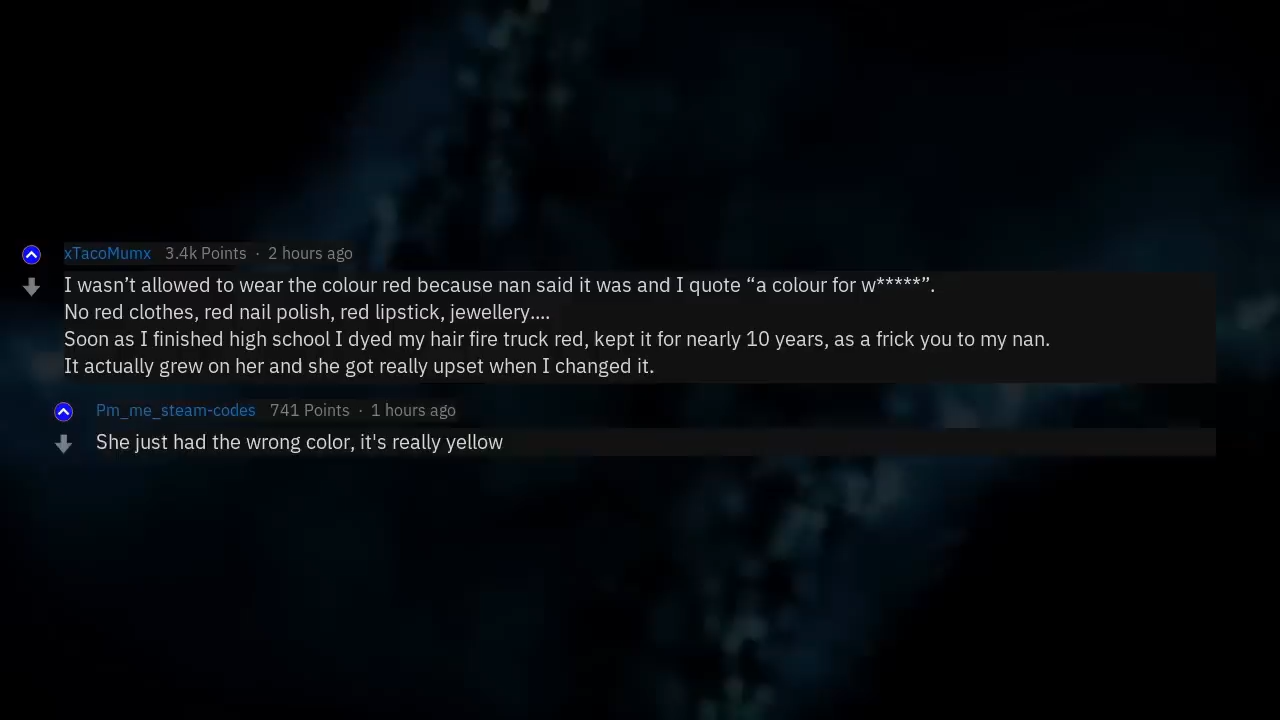 xTacoMumx 3.4k Points · 2 hours ago
I wasn’t allowed to wear the colour red because nan said it was and I quote “a colour for w*****”.
No red clothes, red nail polish, red lipstick, jewellery....
Soon as I finished high school I dyed my hair fire truck red, kept it for nearly 10 years, as a frick you to my nan.
It actually grew on her and she got really upset when I changed it.
Pm_me_steam-codes 741 Points · 1 hours ago
She just had the wrong color, it's really yellow